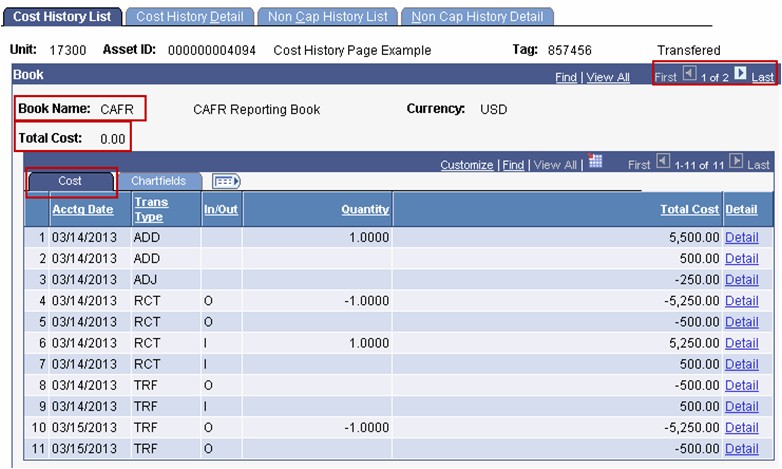 Cost History List Cost History Detail Non Cap History List Non Cap History Detail
Unit: 17300 Asset ID: 000000004094 Cost History Page Example Tag: 857456 Transfered
Book Find | View All First 1 of 2 Last
Book Name: CAFR CAFR Reporting Book Currency: USD
Total Cost: 0.00
Customize | Find | View All | First 1-11 of 11 Last
Cost Chartfields
Acctg Date Trans Type In/Out Quantity Total Cost Detail
1 03/14/2013 ADD 1.0000 5,500.00 Detail
2 03/14/2013 ADD 500.00 Detail
3 03/14/2013 ADJ -250.00 Detail
4 03/14/2013 RCT O -1.0000 -5,250.00 Detail
5 03/14/2013 RCT O -500.00 Detail
6 03/14/2013 RCT I 1.0000 5,250.00 Detail
7 03/14/2013 RCT I 500.00 Detail
8 03/14/2013 TRF O -500.00 Detail
9 03/14/2013 TRF I 500.00 Detail
10 03/15/2013 TRF O -1.0000 -5,250.00 Detail
11 03/15/2013 TRF O -500.00 Detail